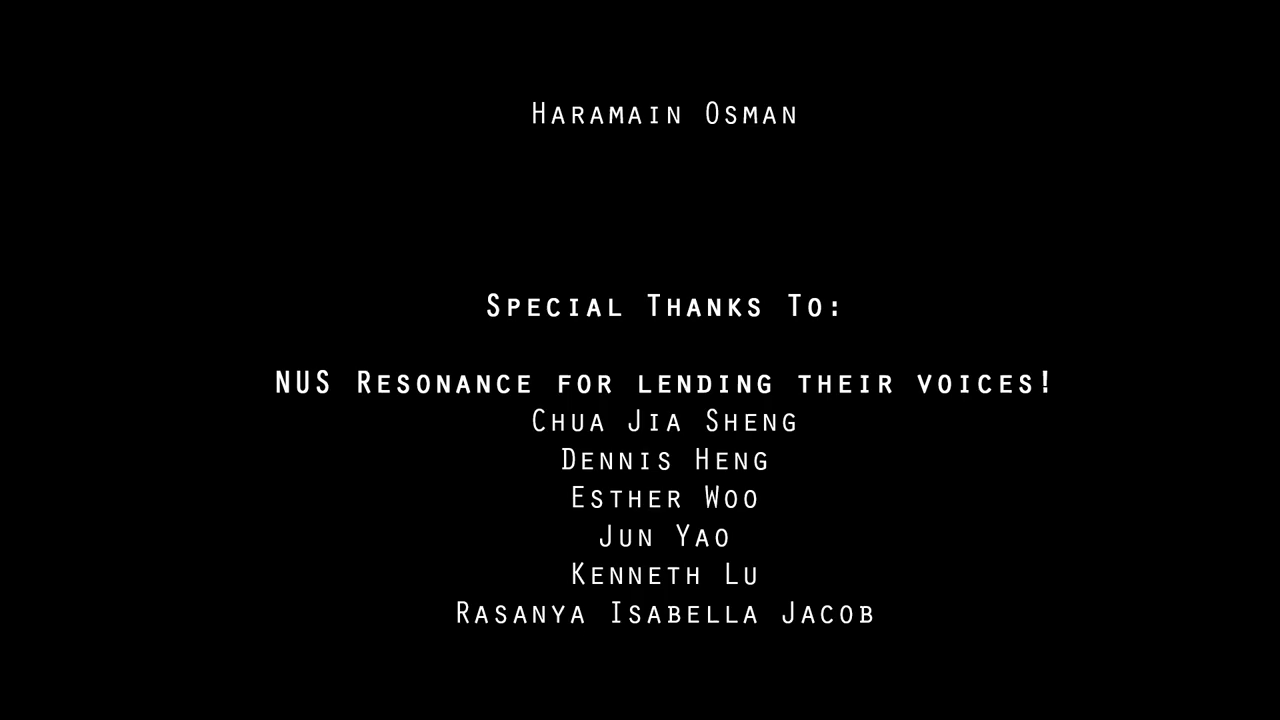 Haramain Osman
Special Thanks To:
NUS Resonance for lending their voices!
Chua Jia Sheng
Dennis Heng
Esther Woo
Jun Yao
Kenneth Lu
Rasanya Isabella Jacob